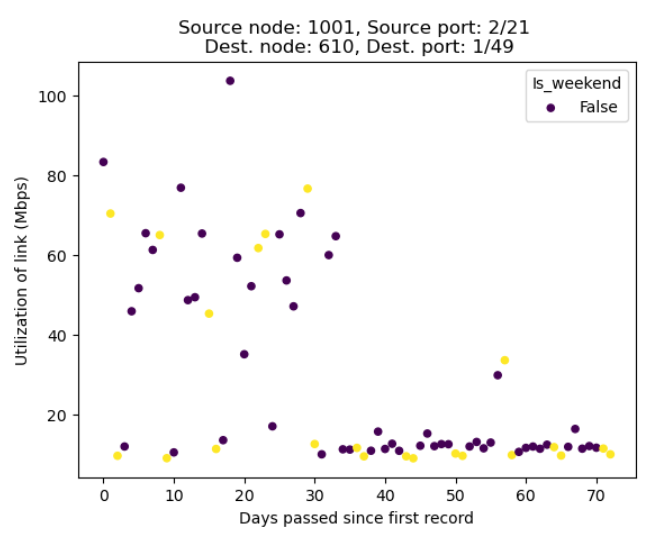 Source node: 1001, Source port: 2/21
Dest. node: 610, Dest. port: 1/49
Is_weekend
False
100
80
60
40
20
Utilization of link (Mbps)
0 10 20 30 40 50 60 70
Days passed since first record